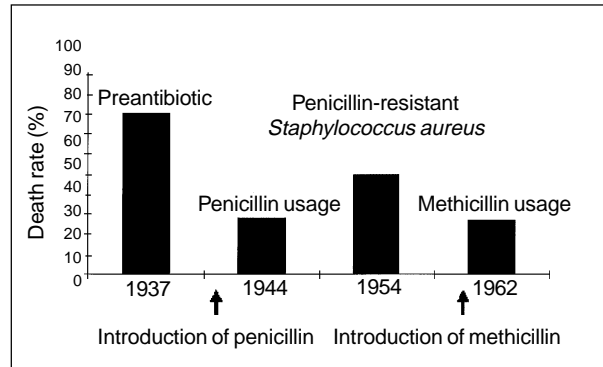 100
90
80
70
60
50
40
30
20
10
0
Death rate (%)
Preantibiotic
Penicillin-resistant
Staphylococcus aureus
Penicillin usage
Methicillin usage
1937
1944
1954
1962
Introduction of penicillin
Introduction of methicillin